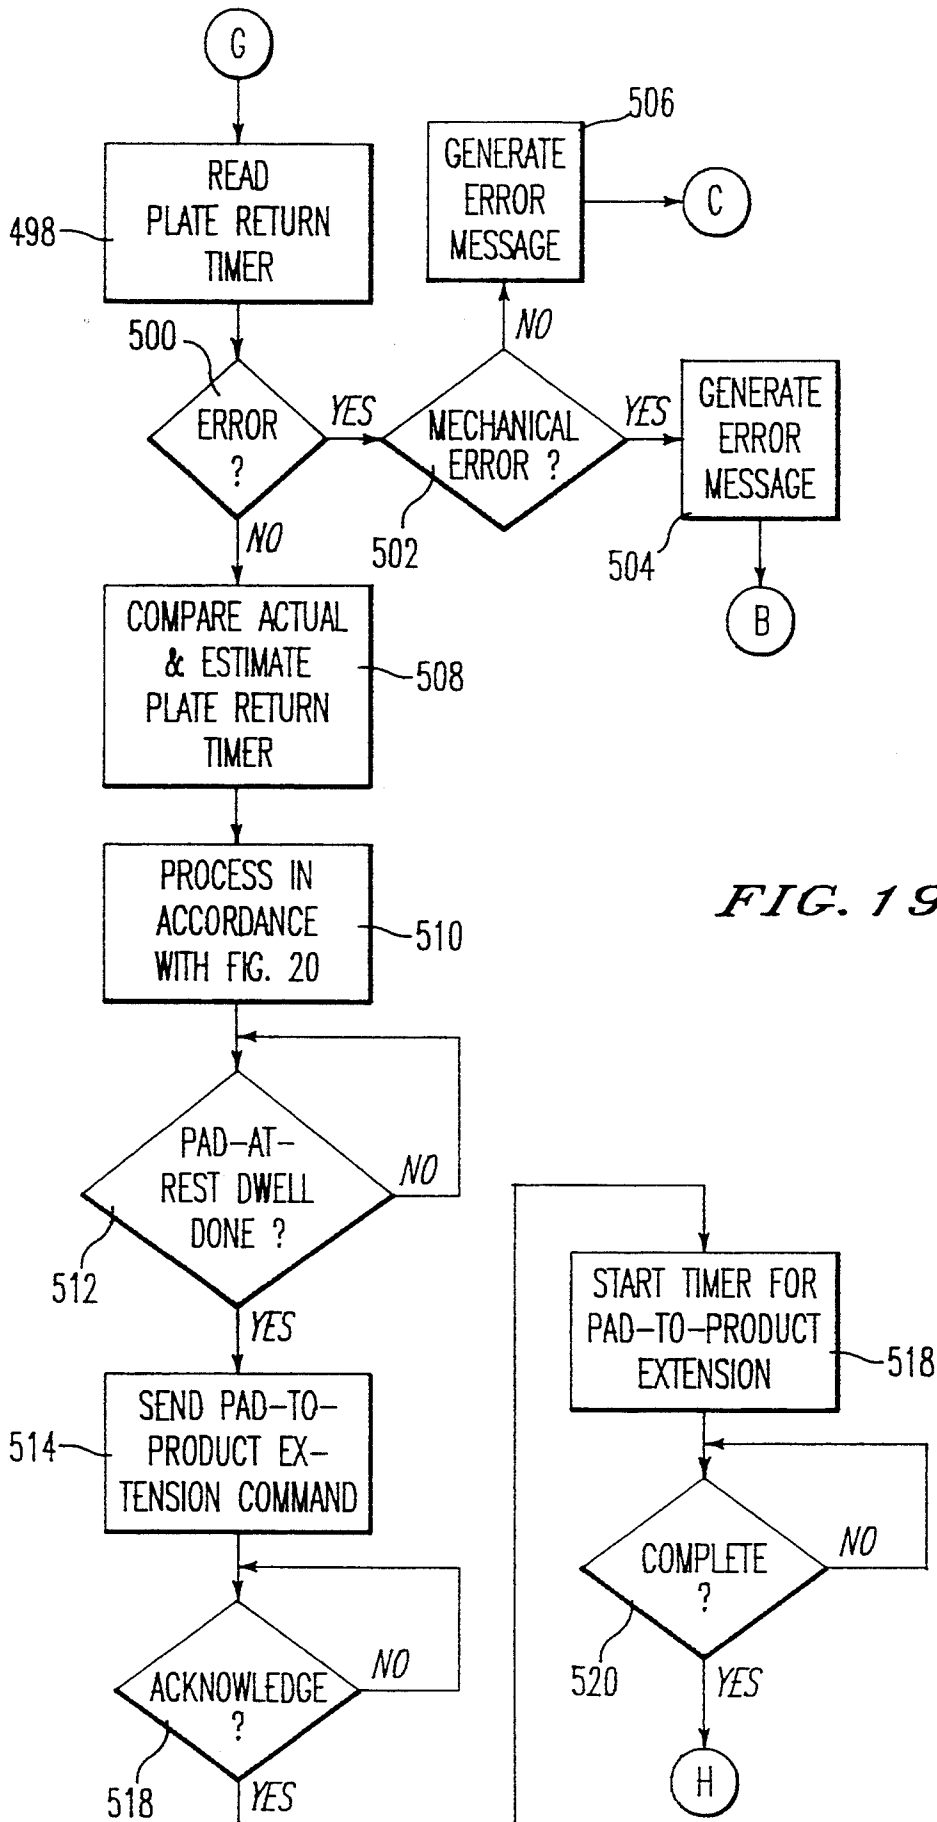 G
READ
PLATE RETURN
TIMER
498
500
ERROR
?
YES
NO
MECHANICAL
ERROR ?
502
NO
YES
506
GENERATE
ERROR
MESSAGE
C
GENERATE
ERROR
MESSAGE
504
B
COMPARE ACTUAL
& ESTIMATE
PLATE RETURN
TIMER
508
PROCESS IN
ACCORDANCE
WITH FIG. 20
510
FIG. 19
PAD-AT-
REST DWELL
DONE ?
NO
512
YES
SEND PAD-TO-
PRODUCT EX-
TENSION COMMAND
514
ACKNOWLEDGE
?
NO
518
YES
START TIMER FOR
PAD-TO-PRODUCT
EXTENSION
518
COMPLETE
?
NO
520
YES
H